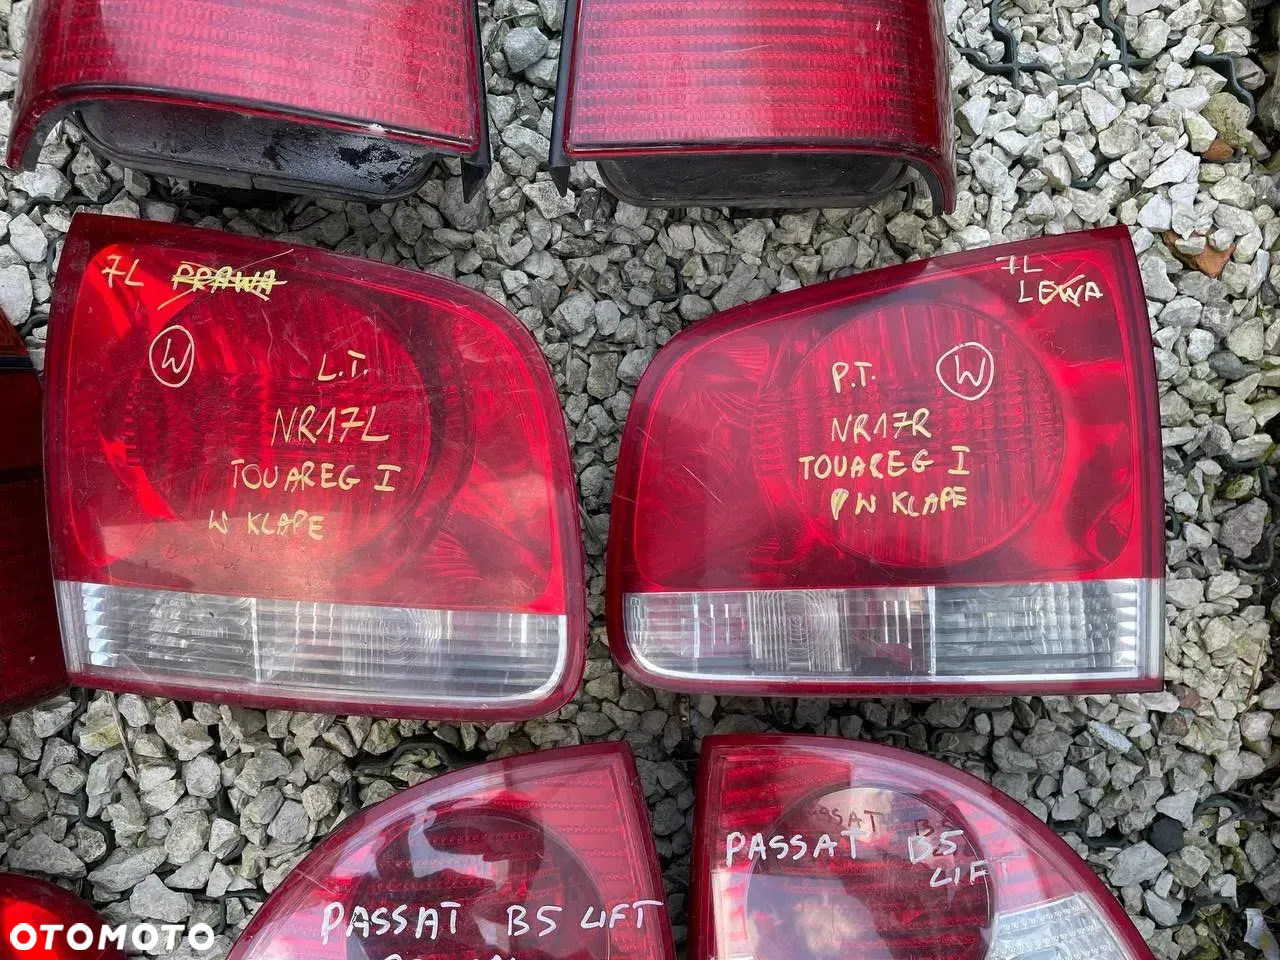 7L PRAWA
W
L.T.
NR17L
TOUAREG I
W KLAPE
7L
LEWA
P.T.
W
NR17R
TOUAREG I
W KLAPE
PASSAT B5 LIFT
PASSAT B5
LIFT
OTOMOTO